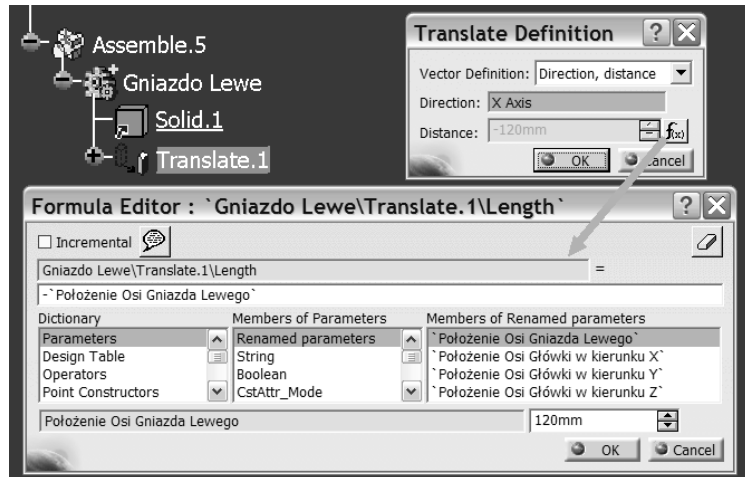 Assemble.5
Gniazdo Lewe
Solid.1
Translate.1
Translate Definition
Vector Definition: Direction, distance
Direction: X Axis
Distance: -120mm f(x)
OK Cancel
Formula Editor : `Gniazdo Lewe\Translate.1\Length`
Incremental
Gniazdo Lewe\Translate.1\Length =
-`Położenie Osi Gniazda Lewego`
Dictionary Members of Parameters Members of Renamed parameters
Parameters Renamed parameters `Położenie Osi Gniazda Lewego`
Design Table String `Położenie Osi Główki w kierunku X`
Operators Boolean `Położenie Osi Główki w kierunku Y`
Point Constructors CstAttr_Mode `Położenie Osi Główki w kierunku Z`
Położenie Osi Gniazda Lewego 120mm
OK Cancel